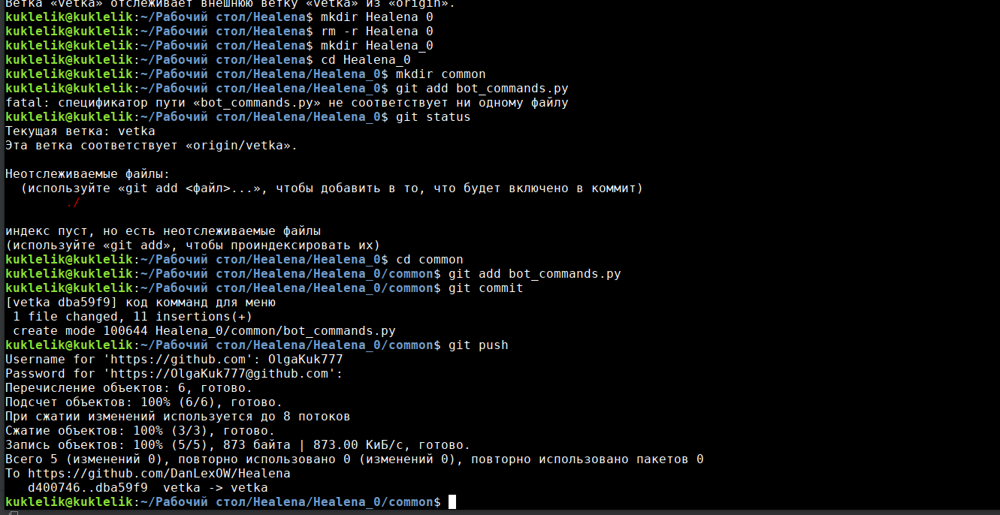 Ветка «vetka» отслеживает внешнюю ветку «vetka» из «origin».
kuklelik@kuklelik:~/Рабочий стол/Healena$ mkdir Healena 0
kuklelik@kuklelik:~/Рабочий стол/Healena$ rm -r Healena 0
kuklelik@kuklelik:~/Рабочий стол/Healena$ mkdir Healena_0
kuklelik@kuklelik:~/Рабочий стол/Healena$ cd Healena_0
kuklelik@kuklelik:~/Рабочий стол/Healena/Healena_0$ mkdir common
kuklelik@kuklelik:~/Рабочий стол/Healena/Healena_0$ git add bot_commands.py
fatal: спецификатор пути «bot_commands.py» не соответствует ни одному файлу
kuklelik@kuklelik:~/Рабочий стол/Healena/Healena_0$ git status
Текущая ветка: vetka
Эта ветка соответствует «origin/vetka».
Неотслеживаемые файлы:
(используйте «git add <файл>...», чтобы добавить в то, что будет включено в коммит)
./
индекс пуст, но есть неотслеживаемые файлы
(используйте «git add», чтобы проиндексировать их)
kuklelik@kuklelik:~/Рабочий стол/Healena/Healena_0$ cd common
kuklelik@kuklelik:~/Рабочий стол/Healena/Healena_0/common$ git add bot_commands.py
kuklelik@kuklelik:~/Рабочий стол/Healena/Healena_0/common$ git commit
[vetka dba59f9] код комманд для меню
1 file changed, 11 insertions(+)
create mode 100644 Healena_0/common/bot_commands.py
kuklelik@kuklelik:~/Рабочий стол/Healena/Healena_0/common$ git push
Username for 'https://github.com': OlgaKuk777
Password for 'https://OlgaKuk777@github.com':
Перечисление объектов: 6, готово.
Подсчет объектов: 100% (6/6), готово.
При сжатии изменений используется до 8 потоков
Сжатие объектов: 100% (3/3), готово.
Запись объектов: 100% (5/5), 873 байта | 873.00 КиБ/с, готово.
Всего 5 (изменений 0), повторно использовано 0 (изменений 0), повторно использовано пакетов 0
To https://github.com/DanLexOW/Healena
d400746..dba59f9  vetka -> vetka
kuklelik@kuklelik:~/Рабочий стол/Healena/Healena_0/common$